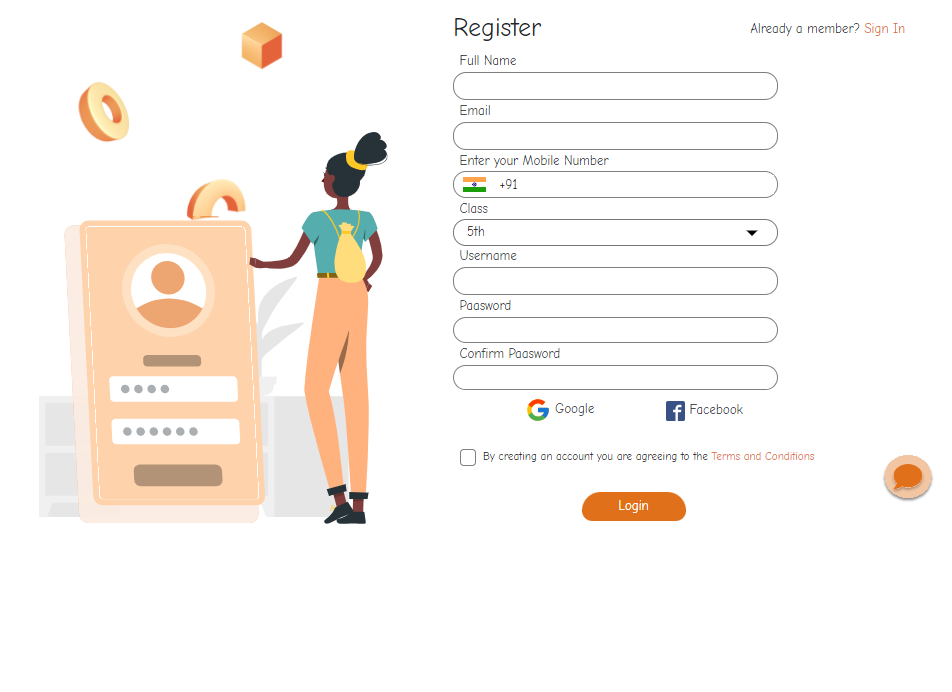 Register
Already a member? Sign In
Full Name
Email
Enter your Mobile Number
+91
Class
5th
Username
Paasword
Confirm Paasword
Google
Facebook
By creating an account you are agreeing to the Terms and Conditions
Login